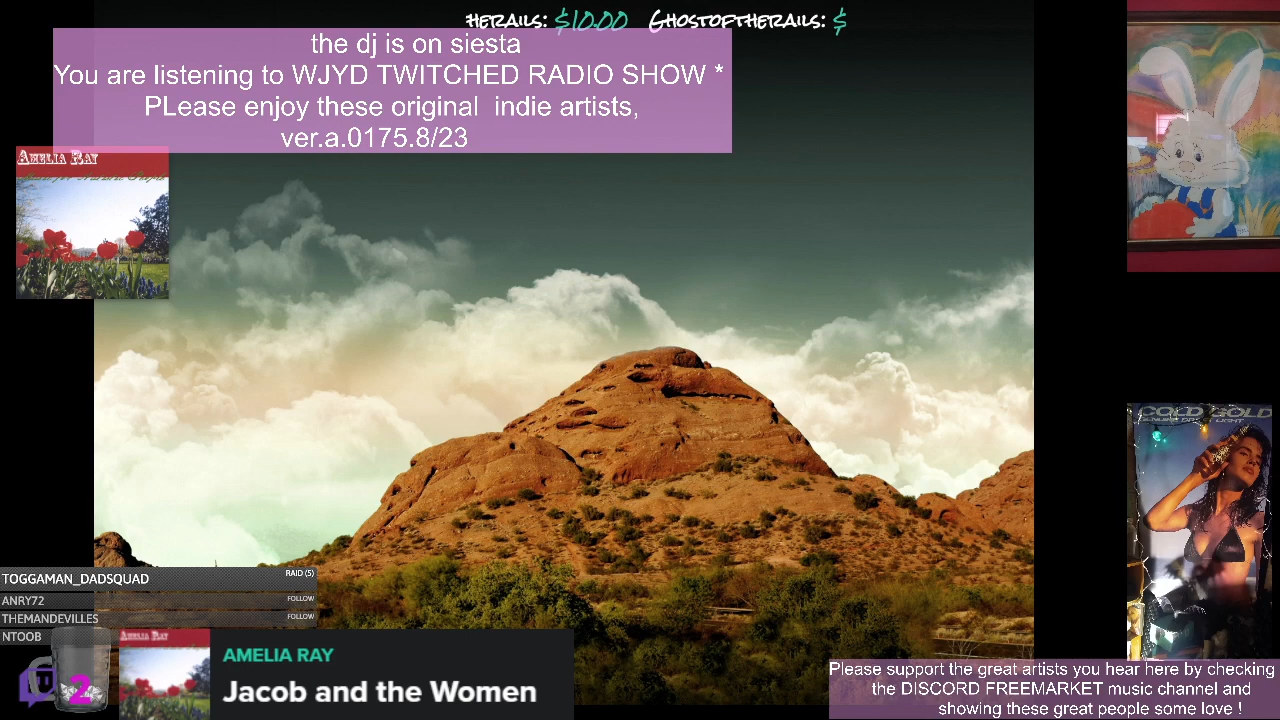 HERAILS: $10.00 GHOSTOFTHERAILS: $
the dj is on siesta
You are listening to WJYD TWITCHED RADIO SHOW *
PLease enjoy these original indie artists,
ver.a.0175.8/23
AMELIA RAY
COLD GOLD
TOGGAMAN_DADSQUAD RAID (5)
ANRY72 FOLLOW
THEMANDEVILLES FOLLOW
NTOOB
2
AMELIA RAY
AMELIA RAY
Jacob and the Women
Please support the great artists you hear here by checking
the DISCORD FREEMARKET music channel and
showing these great people some love !